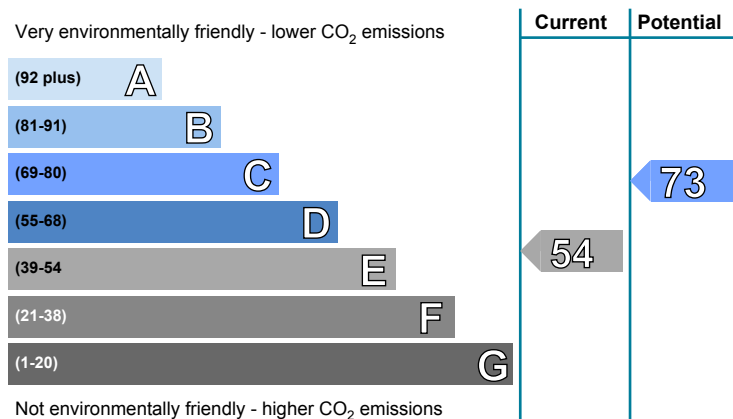 Current Potential
Very environmentally friendly - lower CO₂ emissions
(92 plus) A
(81-91) B
(69-80) C
73
(55-68) D
54
(39-54 E
(21-38) F
(1-20) G
Not environmentally friendly - higher CO₂ emissions